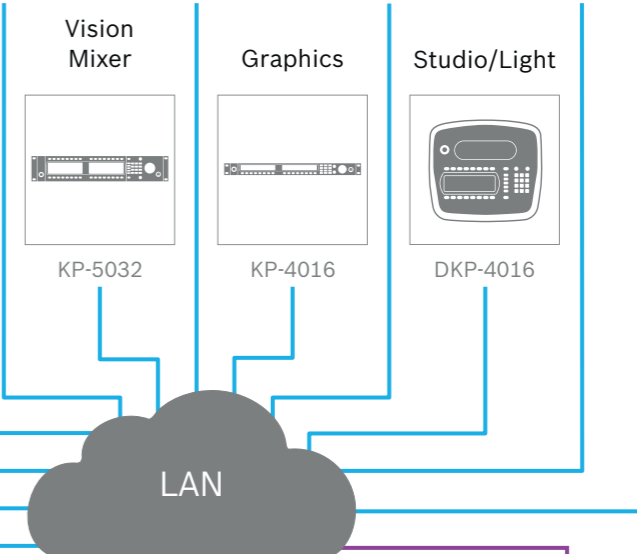 Vision
Mixer
Graphics
Studio/Light
KP-5032
KP-4016
DKP-4016
LAN